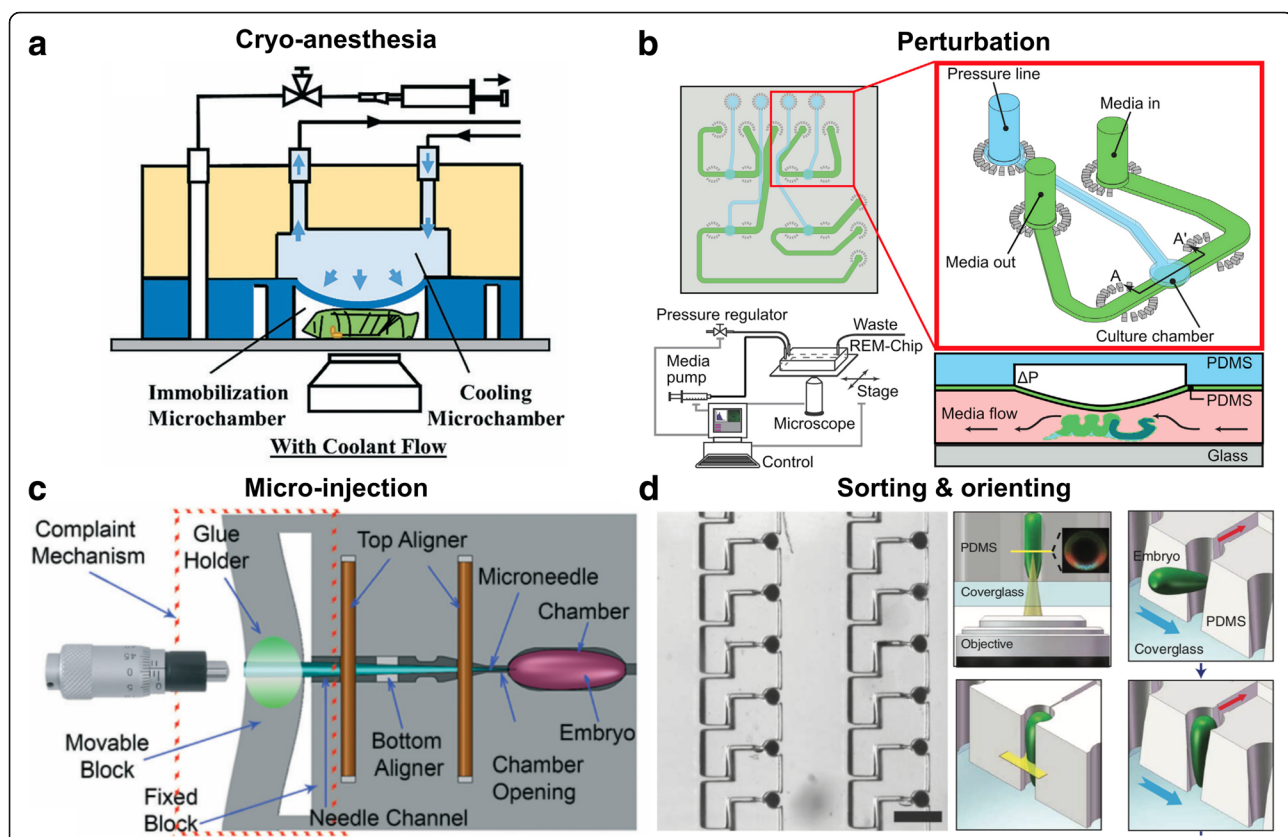 a
Cryo-anesthesia
Immobilization
Microchamber
Cooling
Microchamber
With Coolant Flow
b
Perturbation
Pressure line
Media in
Media out
A'
A
Culture chamber
Pressure regulator
Waste
REM-Chip
Media
pump
Stage
Microscope
Control
PDMS
ΔP
PDMS
Media flow
Glass
c
Micro-injection
Complaint
Mechanism
Glue
Holder
Top Aligner
Microneedle
Chamber
45
0
Movable
Block
Fixed
Block
Needle Channel
Bottom
Aligner
Chamber
Opening
Embryo
d
Sorting & orienting
PDMS
Coverglass
Objective
Embryo
PDMS
Coverglass